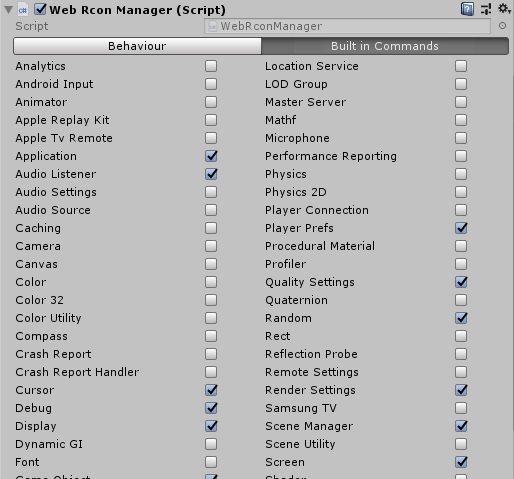 Web Rcon Manager (Script)
Script WebRconManager
Behaviour Built in Commands
Analytics Location Service
Android Input LOD Group
Animator Master Server
Apple Replay Kit Mathf
Apple Tv Remote Microphone
Application Performance Reporting
Audio Listener Physics
Audio Settings Physics 2D
Audio Source Player Connection
Caching Player Prefs
Camera Procedural Material
Canvas Profiler
Color Quality Settings
Color 32 Quaternion
Color Utility Random
Compass Rect
Crash Report Reflection Probe
Crash Report Handler Remote Settings
Cursor Render Settings
Debug Samsung TV
Display Scene Manager
Dynamic GI Scene Utility
Font Screen
Game Object Shader